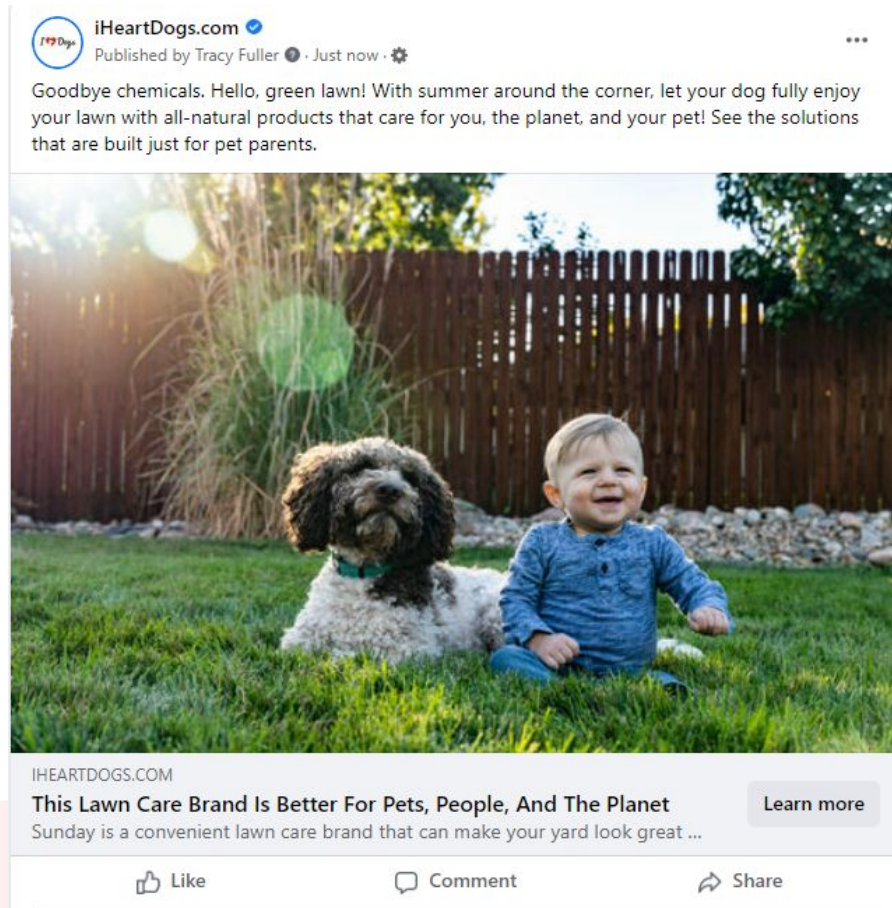 I ❤ Dogs
iHeartDogs.com
Published by Tracy Fuller · Just now ·
Goodbye chemicals. Hello, green lawn! With summer around the corner, let your dog fully enjoy
your lawn with all-natural products that care for you, the planet, and your pet! See the solutions
that are built just for pet parents.
IHEARTDOGS.COM
This Lawn Care Brand Is Better For Pets, People, And The Planet
Learn more
Sunday is a convenient lawn care brand that can make your yard look great ...
Like
Comment
Share